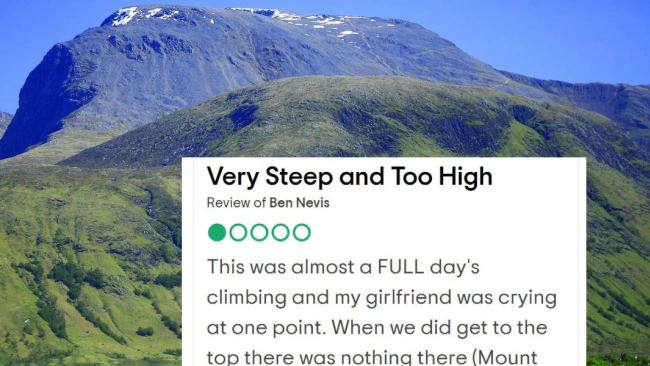 Very Steep and Too High
Review of Ben Nevis
This was almost a FULL day's
climbing and my girlfriend was crying
at one point. When we did get to the
top there was nothing there (Mount